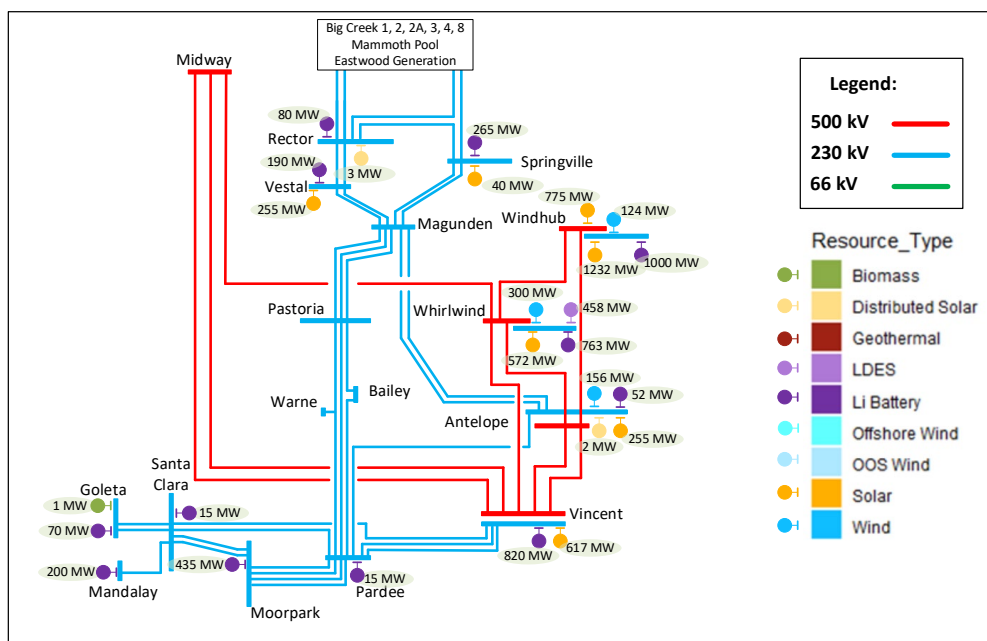 Big Creek 1, 2, 2A, 3, 4, 8
Mammoth Pool
Eastwood Generation
Midway
80 MW
Rector
3 MW
265 MW
Springville
40 MW
190 MW
Vestal
255 MW
Magunden
775 MW
Windhub
124 MW
1232 MW
1000 MW
Pastoria
300 MW
Whirlwind
458 MW
572 MW
763 MW
Bailey
Warne
156 MW
52 MW
Antelope
2 MW
255 MW
Santa
Clara
Goleta
1 MW
15 MW
70 MW
Vincent
820 MW
617 MW
200 MW
Mandalay
435 MW
Moorpark
15 MW
Pardee
Legend:
500 kV
230 kV
66 kV
Resource_Type
Biomass
Distributed Solar
Geothermal
LDES
Li Battery
Offshore Wind
OOS Wind
Solar
Wind